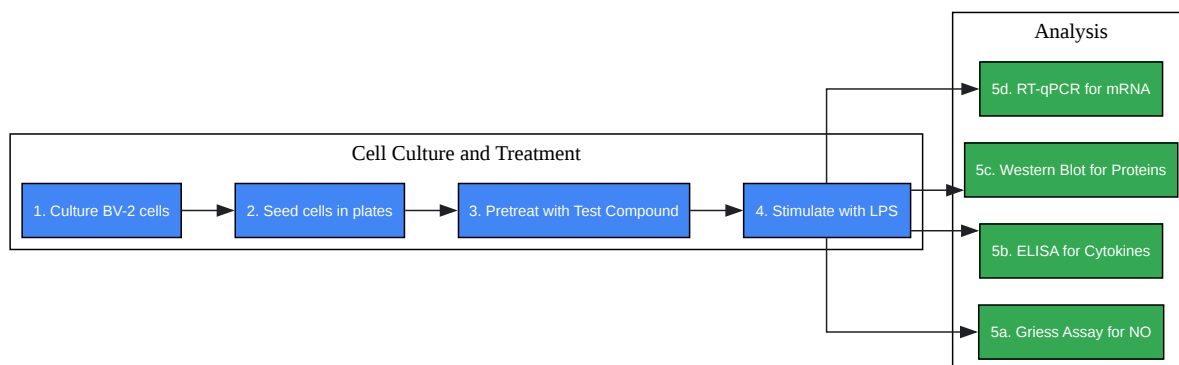 Analysis
5d. RT-qPCR for mRNA
Cell Culture and Treatment
5c. Western Blot for Proteins
1. Culture BV-2 cells
2. Seed cells in plates
3. Pretreat with Test Compound
4. Stimulate with LPS
5b. ELISA for Cytokines
5a. Griess Assay for NO